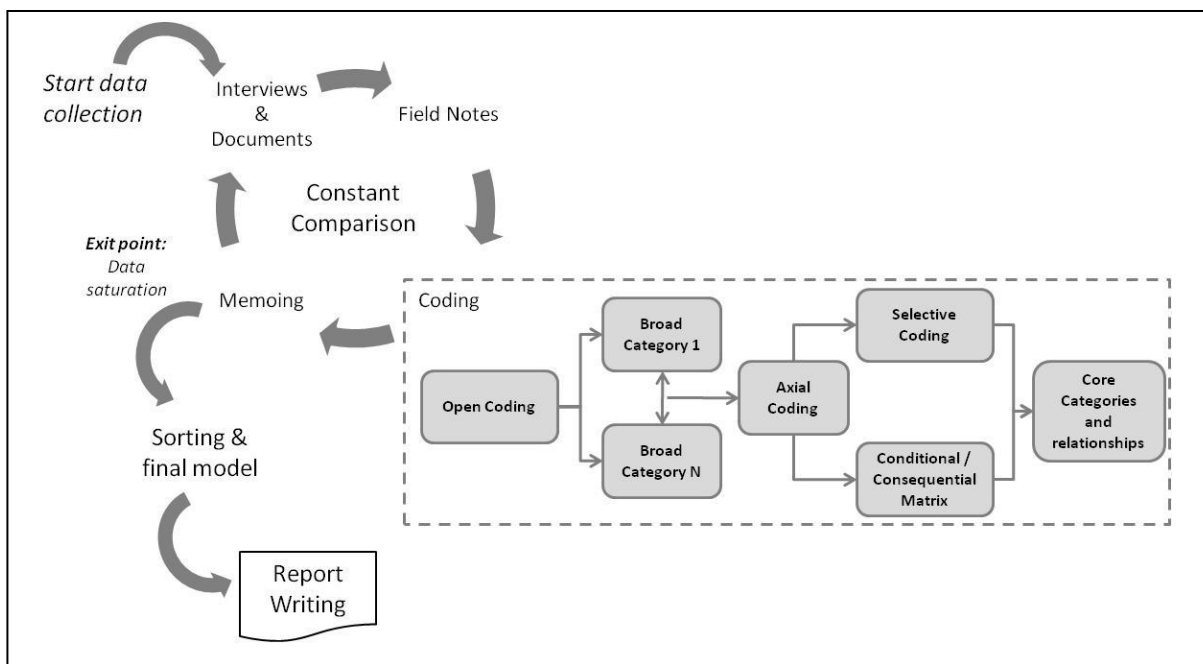 Start data
collection
Interviews
&
Documents
Field Notes
Constant
Comparison
Exit point:
Data
saturation
Memoing
Coding
Open Coding
Broad
Category 1
Broad
Category N
Axial
Coding
Selective
Coding
Conditional /
Consequential
Matrix
Core
Categories
and
relationships
Sorting &
final model
Report
Writing